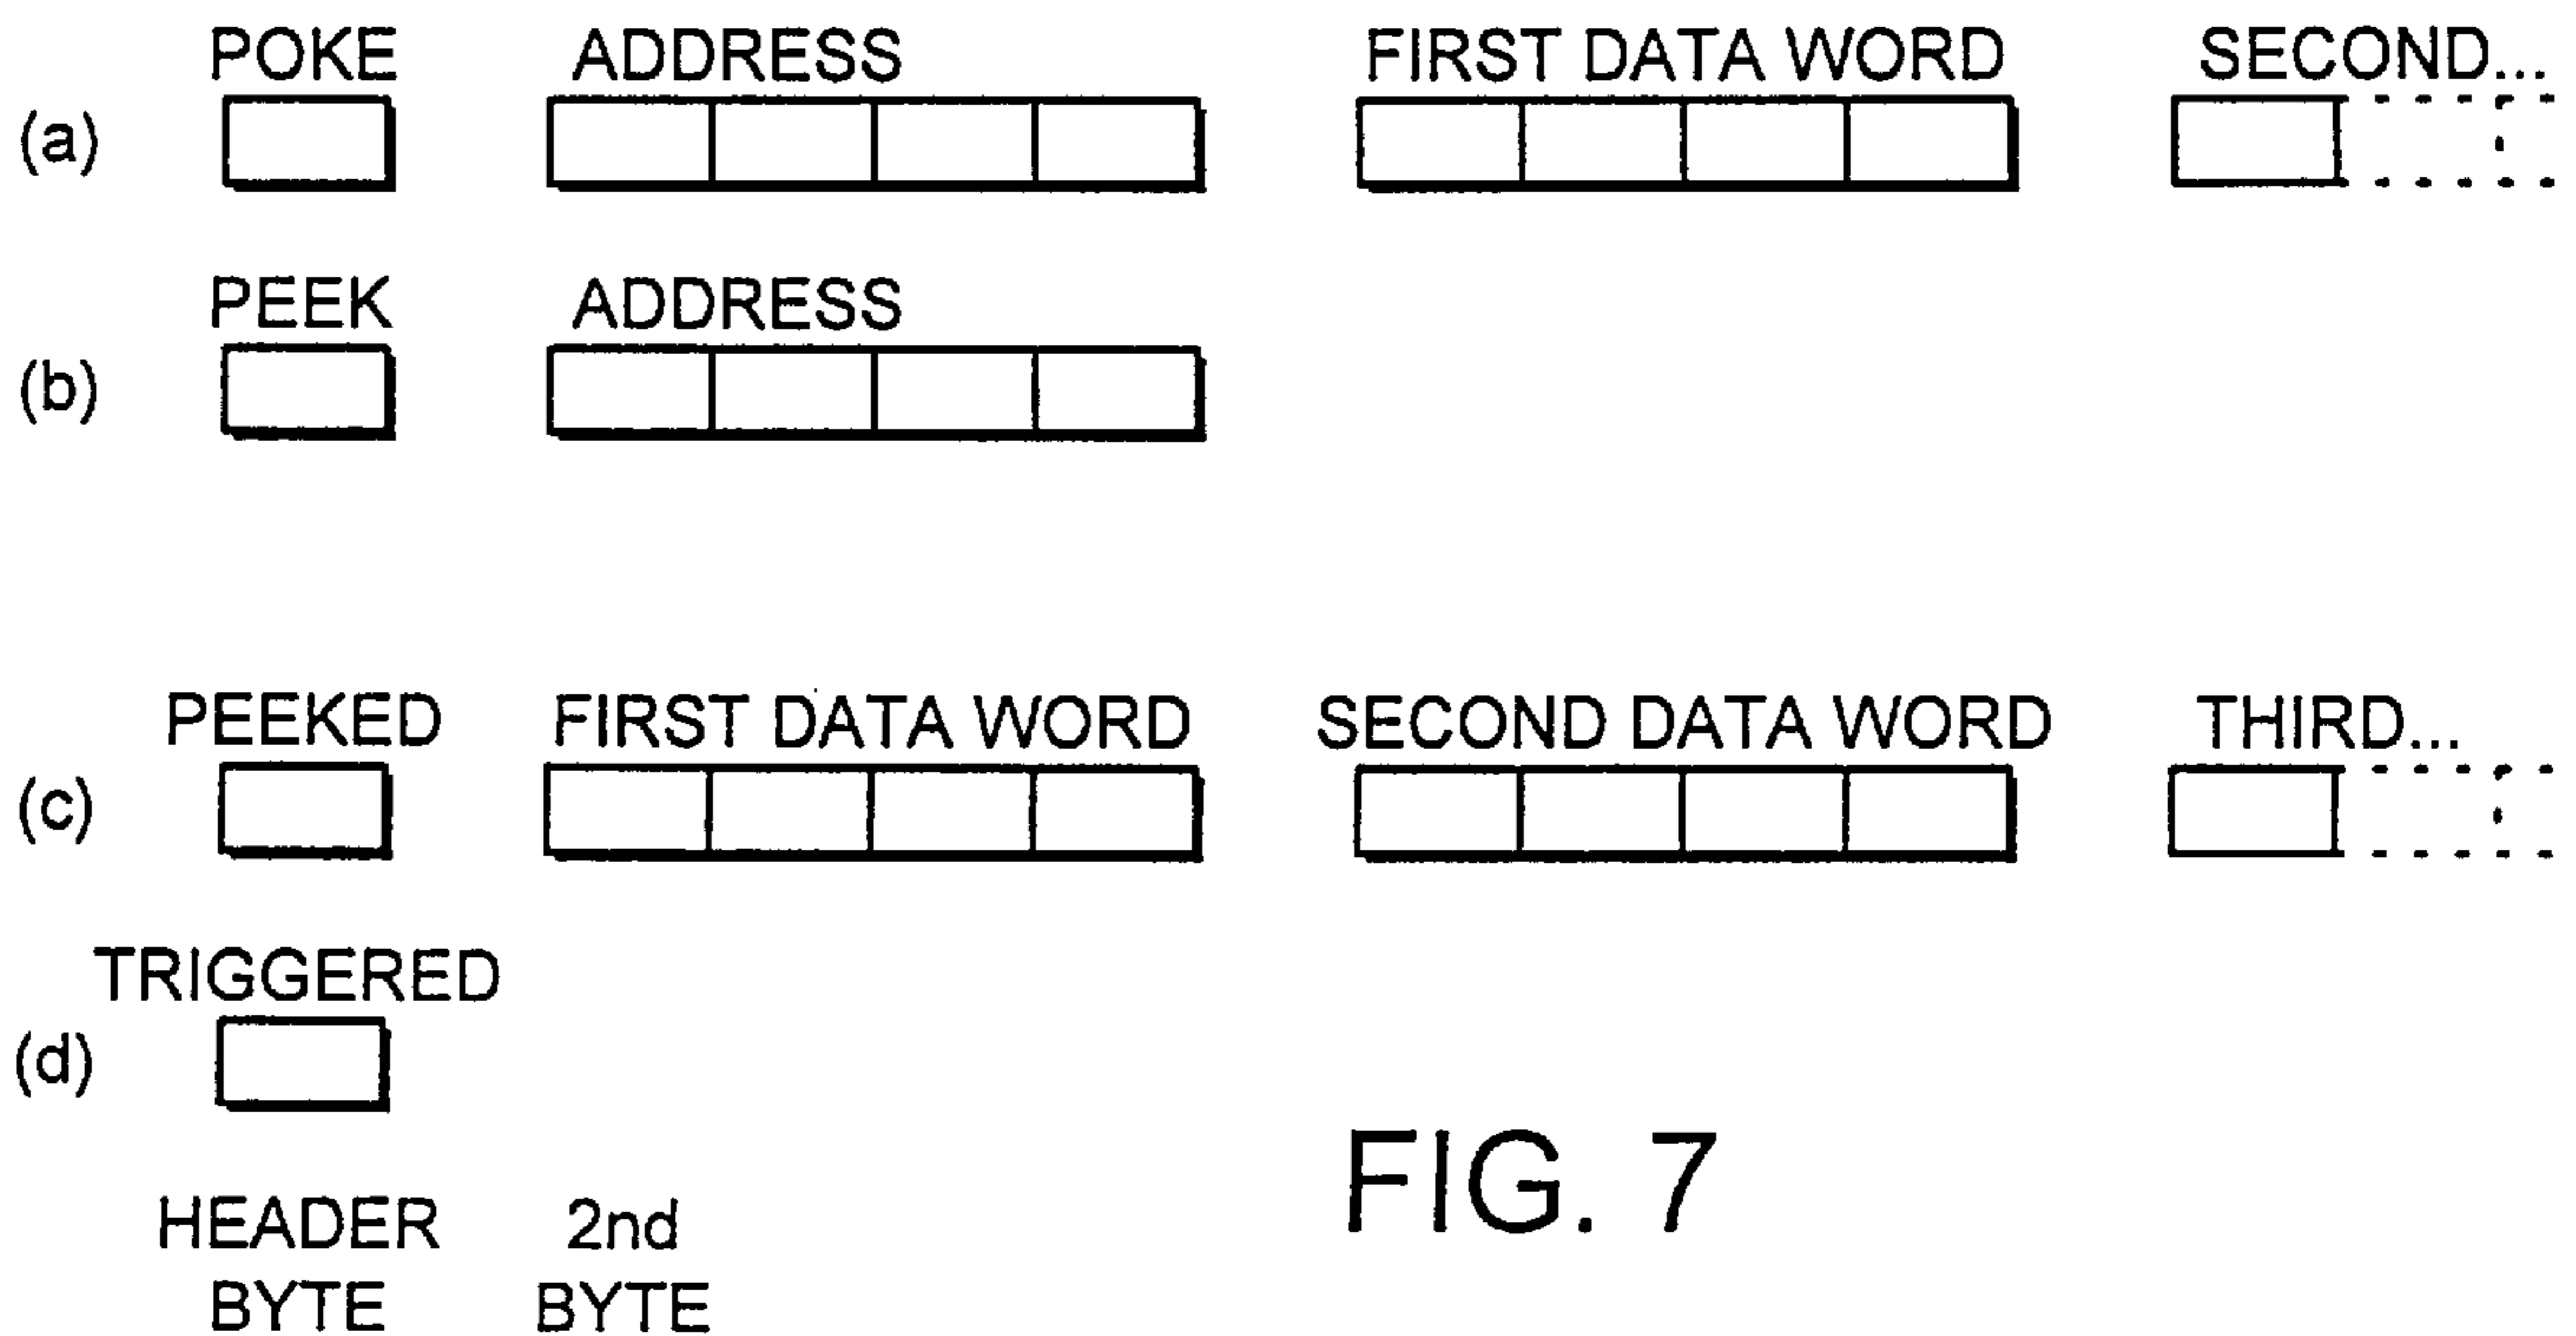 POKE ADDRESS FIRST DATA WORD SECOND...
(a)
PEEK ADDRESS
(b)
PEEKED FIRST DATA WORD SECOND DATA WORD THIRD...
(c)
TRIGGERED
(d)
HEADER 2nd
BYTE BYTE
FIG. 7